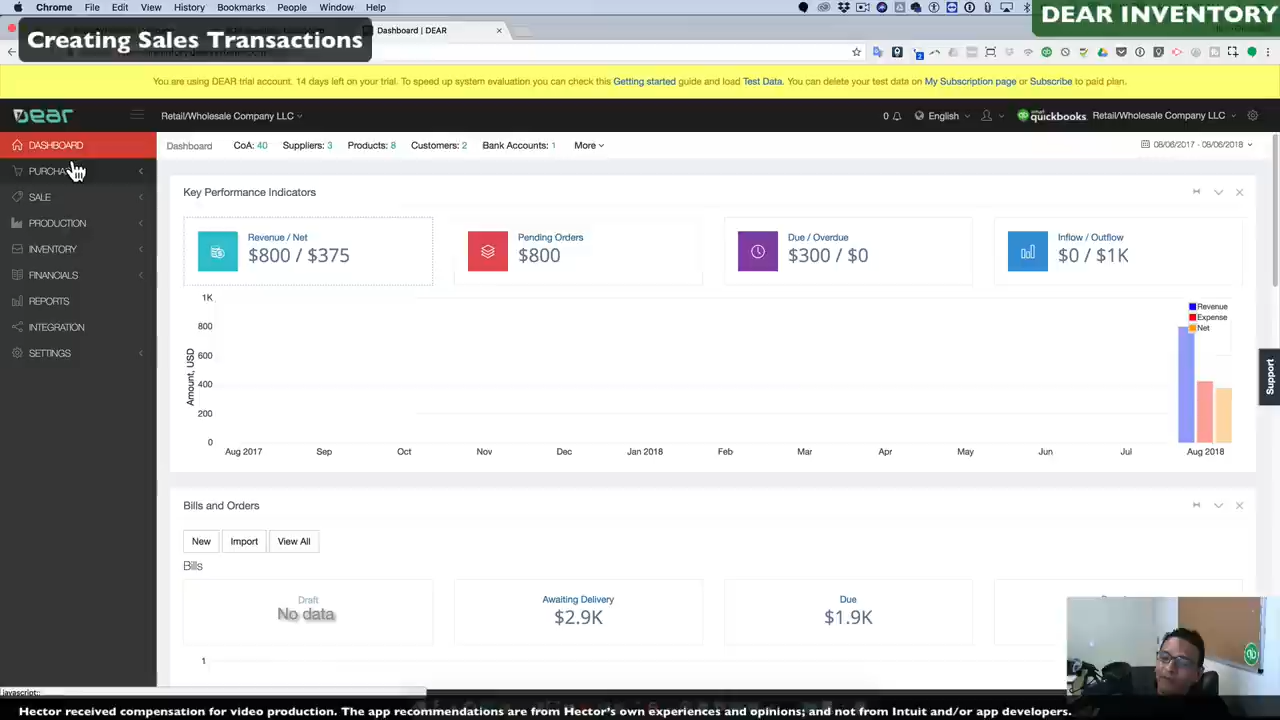 Chrome File Edit View History Bookmarks People Window Help
DEAR INVENTORY
Creating Sales Transactions
Dashboard | DEAR
You are using DEAR trial account. 14 days left on your trial. To speed up system evaluation you can check this Getting started guide and load Test Data. You can delete your test data on My Subscription page or Subscribe to paid plan.
Dear
Retail/Wholesale Company LLC
0
English
quickbooks
Retail/Wholesale Company LLC
DASHBOARD
SALE
PRODUCTION
INVENTORY
FINANCIALS
REPORTS
INTEGRATION
SETTINGS
Dashboard CoA: 40 Suppliers: 3 Products: 8 Customers: 2 Bank Accounts: 1 More
08/06/2017 - 08/06/2018
Key Performance Indicators
Revenue / Net
$800 / $375
Pending Orders
$800
Due / Overdue
$300 / $0
Inflow / Outflow
$0 / $1K
Amount, USD
1K
800
600
400
200
0
Aug 2017 Sep Oct Nov Dec Jan 2018 Feb Mar Apr May Jun Jul Aug 2018
Revenue
Expense
Net
Support
Bills and Orders
New Import View All
Bills
Draft
No data
Awaiting Delivery
$2.9K
Due
$1.9K
1
javascript:;
Hector received compensation for video production. The app recommendations are from Hector's own experiences and opinions; and not from Intuit and/or app developers.